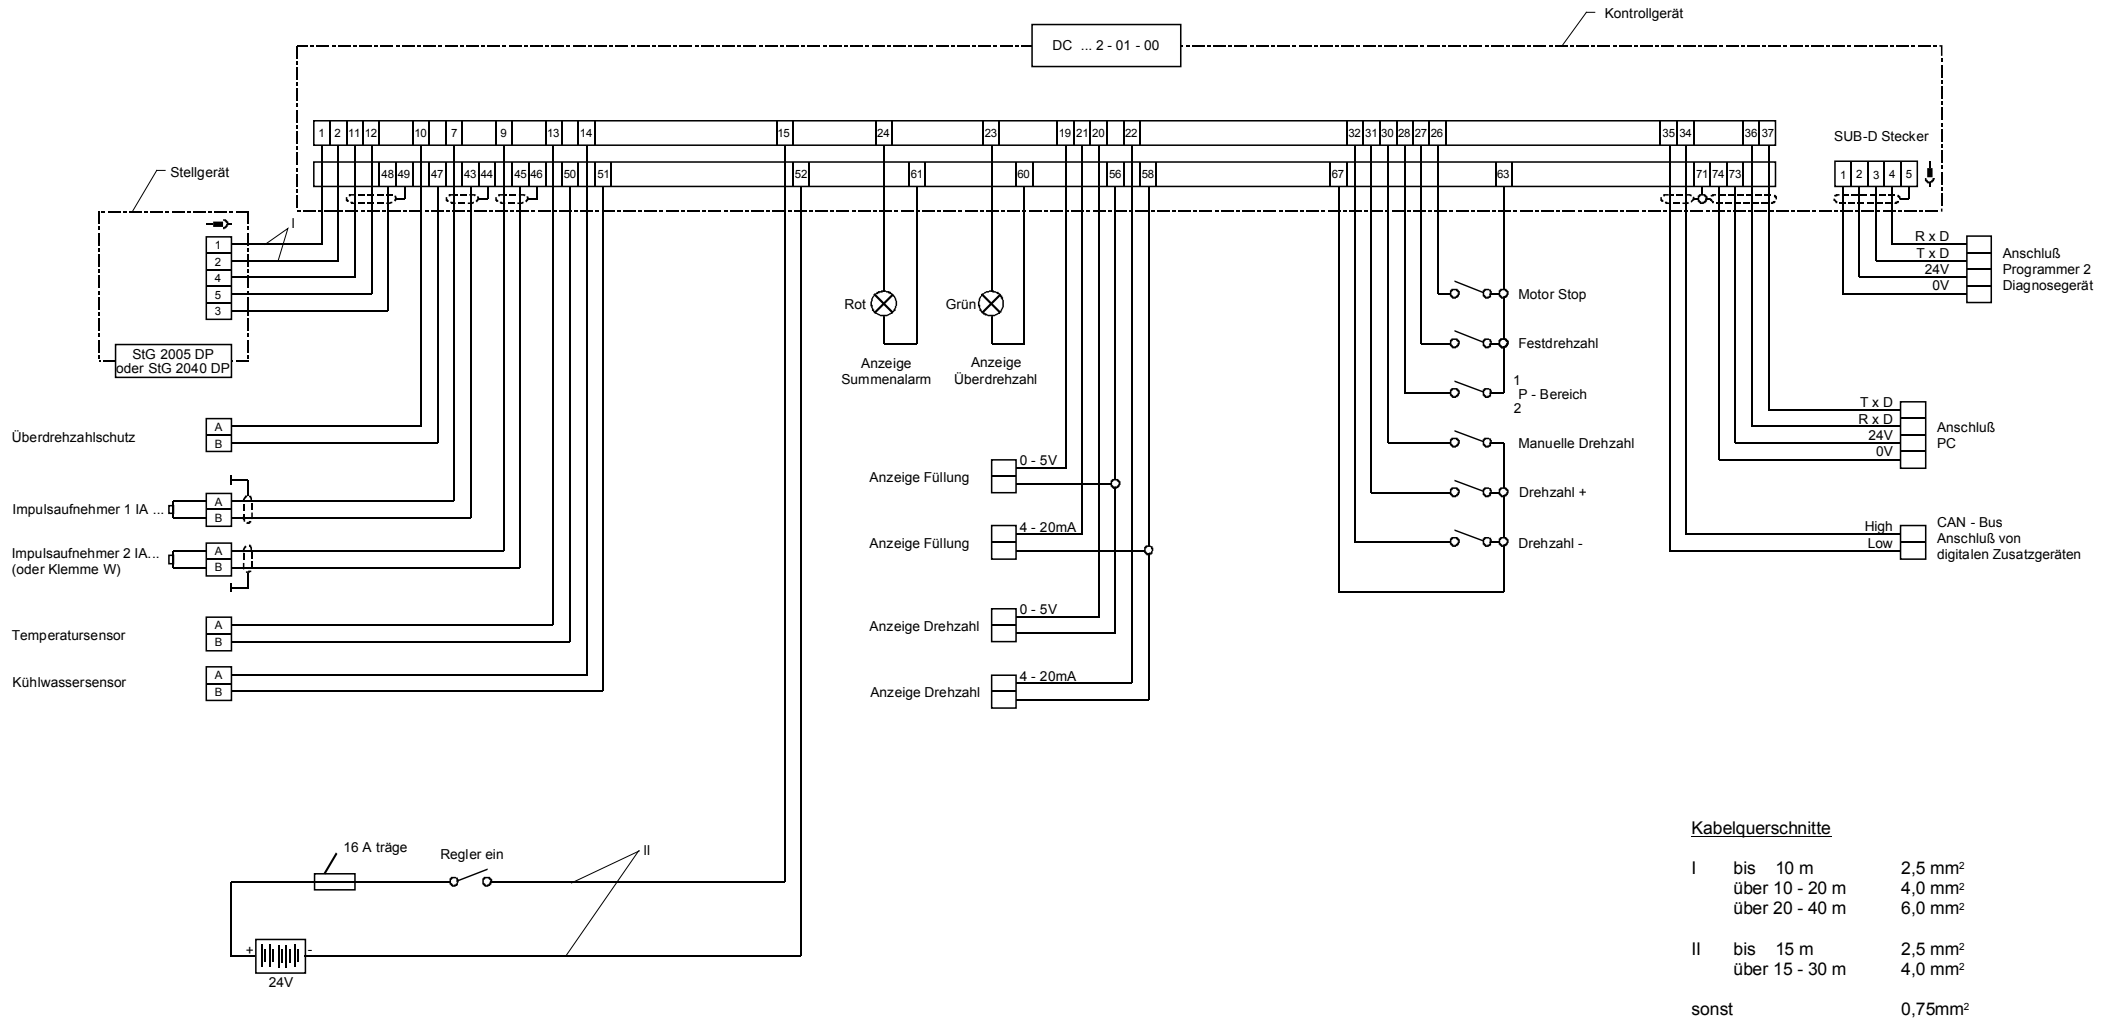 Kontrollgerät
DC ... 2 - 01 - 00
1 2 11 12 10 7 9 13 14 15 24 23 19 21 20 22 32 31 30 28 27 26 35 34 36 37
SUB-D Stecker
48 49 47 43 44 45 46 50 51 52 61 60 56 58 67 63 71 74 73
1 2 3 4 5
Stellgerät
I
1
2
4
5
3
StG 2005 DP
oder StG 2040 DP
R x D
T x D
24V
0V
Anschluß
Programmer 2
Diagnosegerät
Rot
Anzeige
Summenalarm
Grün
Anzeige
Überdrehzahl
Motor Stop
Festdrehzahl
1
P - Bereich
2
Manuelle Drehzahl
Drehzahl +
Drehzahl -
T x D
R x D
24V
0V
Anschluß
PC
High
Low
CAN - Bus
Anschluß von
digitalen Zusatzgeräten
Überdrehzahlschutz
A
B
Impulsaufnehmer 1 IA ...
A
B
Impulsaufnehmer 2 IA...
(oder Klemme W)
A
B
Temperatursensor
A
B
Kühlwassersensor
A
B
Anzeige Füllung
0 - 5V
Anzeige Füllung
4 - 20mA
Anzeige Drehzahl
0 - 5V
Anzeige Drehzahl
4 - 20mA
16 A träge
Regler ein
II
+ -
24V
Kabelquerschnitte
I bis 10 m 2,5 mm²
über 10 - 20 m 4,0 mm²
über 20 - 40 m 6,0 mm²
II bis 15 m 2,5 mm²
über 15 - 30 m 4,0 mm²
sonst 0,75mm²